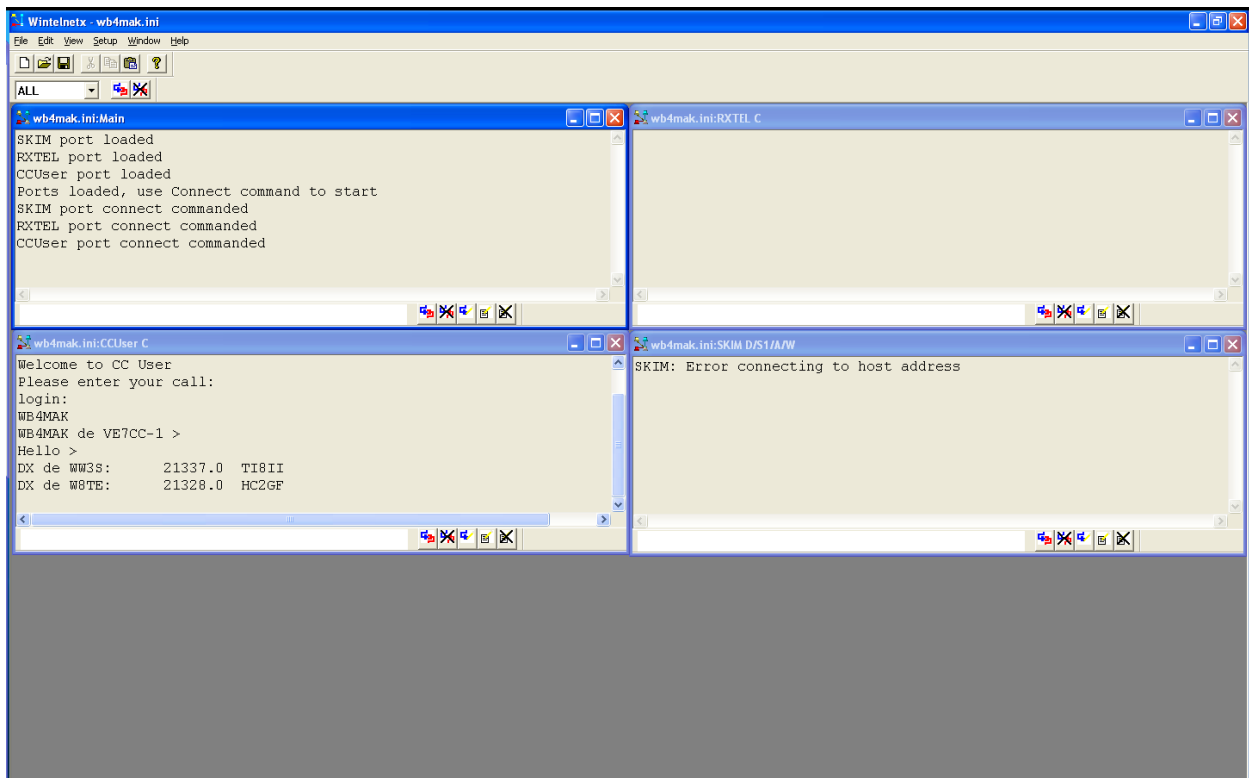 Wintelnetx - wb4mak.ini
File Edit View Setup Window Help
ALL
wb4mak.ini:Main
SKIM port loaded
RXTEL port loaded
CCUser port loaded
Ports loaded, use Connect command to start
SKIM port connect commanded
RXTEL port connect commanded
CCUser port connect commanded
wb4mak.ini:RXTEL C
wb4mak.ini:CCUser C
Welcome to CC User
Please enter your call:
login:
WB4MAK
WB4MAK de VE7CC-1 >
Hello >
DX de WW3S: 21337.0 TI8II
DX de W8TE: 21328.0 HC2GF
wb4mak.ini:SKIM D/S1/A/W
SKIM: Error connecting to host address